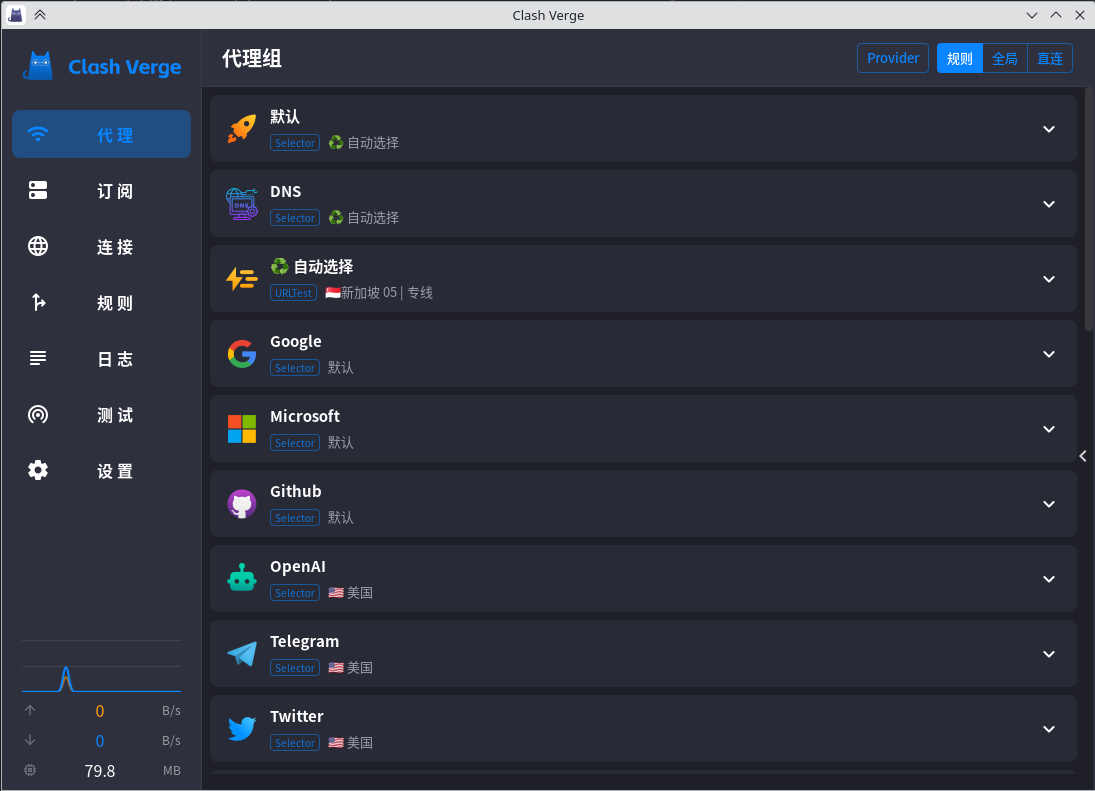 Clash Verge
Clash Verge
代理
订阅
连接
规则
日志
测试
设置
0 B/s
0 B/s
79.8 MB
代理组
Provider 规则 全局 直连
默认
Selector ♻️ 自动选择
DNS
DNS
Selector ♻️ 自动选择
♻️ 自动选择
URLTest 🇸🇬新加坡 05 | 专线
Google
Selector 默认
Microsoft
Selector 默认
Github
Selector 默认
OpenAI
Selector 🇺🇸 美国
Telegram
Selector 🇺🇸 美国
Twitter
Selector 🇺🇸 美国